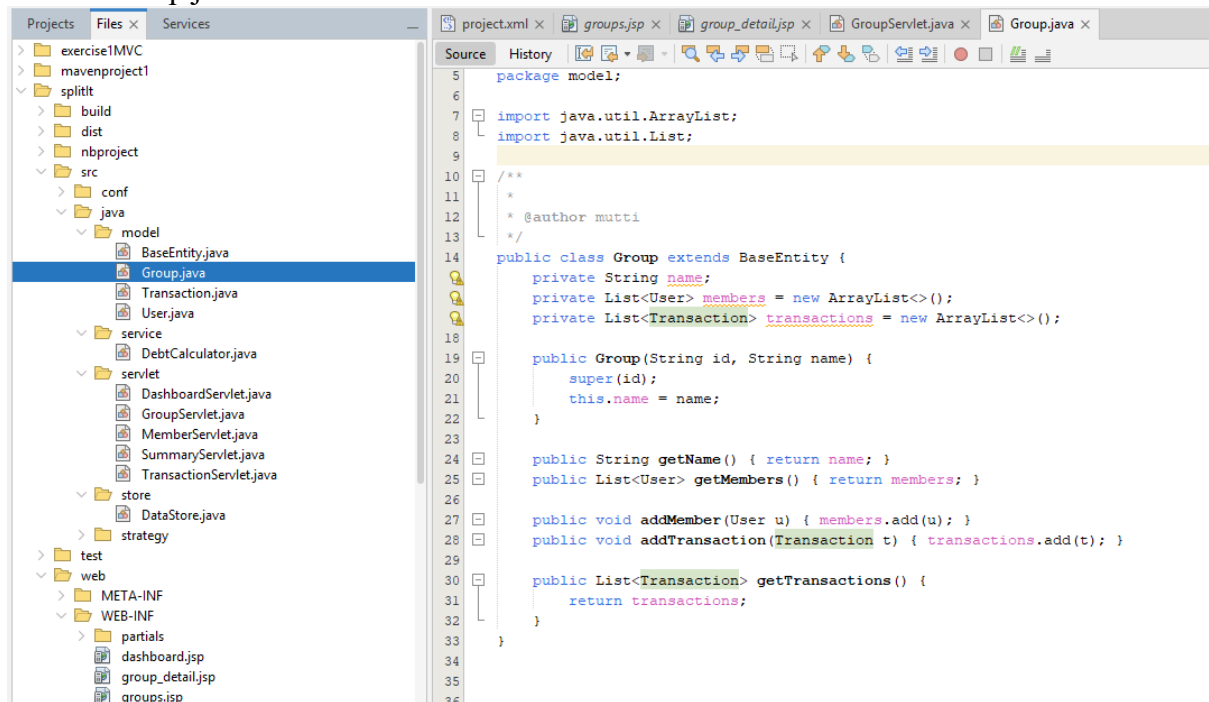 Projects Files × Services
exercise1MVC
mavenproject1
splitIt
build
dist
nbproject
src
conf
java
model
BaseEntity.java
Group.java
Transaction.java
User.java
service
DebtCalculator.java
servlet
DashboardServlet.java
GroupServlet.java
MemberServlet.java
SummaryServlet.java
TransactionServlet.java
store
DataStore.java
strategy
test
web
META-INF
WEB-INF
partials
dashboard.jsp
group_detail.jsp
groups.jsp
project.xml × groups.jsp × group_detail.jsp × GroupServlet.java × Group.java ×
Source History
5 package model;
6
7 import java.util.ArrayList;
8 import java.util.List;
9
10 /**
11 *
12 * @author mutti
13 */
14 public class Group extends BaseEntity {
private String name;
private List<User> members = new ArrayList<>();
private List<Transaction> transactions = new ArrayList<>();
18
19 public Group(String id, String name) {
20 super(id);
21 this.name = name;
22 }
23
24 public String getName() { return name; }
25 public List<User> getMembers() { return members; }
26
27 public void addMember(User u) { members.add(u); }
28 public void addTransaction(Transaction t) { transactions.add(t); }
29
30 public List<Transaction> getTransactions() {
31 return transactions;
32 }
33 }
34
35
36